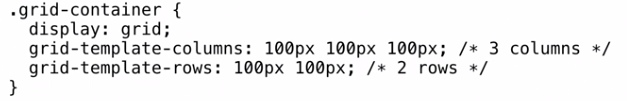 .grid-container {
  display: grid;
  grid-template-columns: 100px 100px 100px; /* 3 columns */
  grid-template-rows: 100px 100px; /* 2 rows */
}